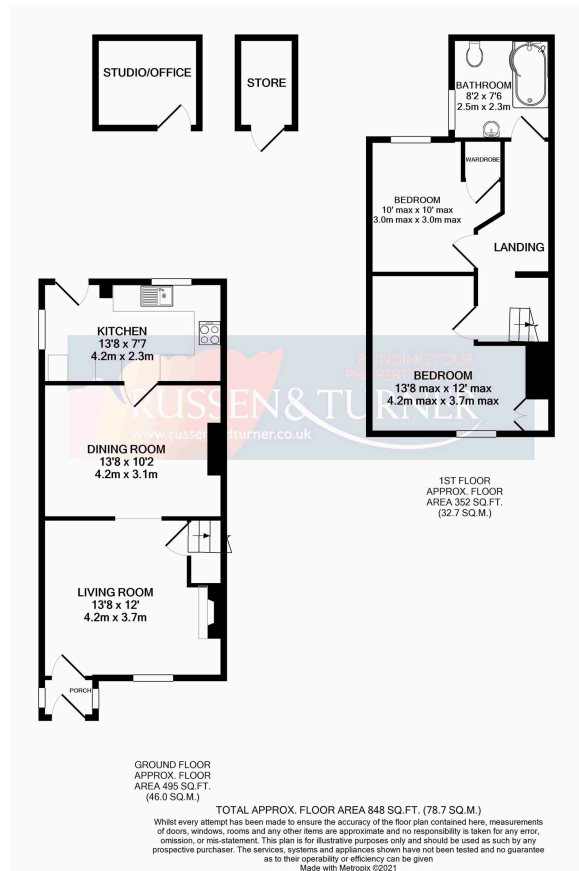 STUDIO/OFFICE
STORE
BATHROOM
8'2 x 7'6
2.5m x 2.3m
WARDROBE
BEDROOM
10' max x 10' max
3.0m max x 3.0m max
LANDING
KITCHEN
13'8 x 7'7
4.2m x 2.3m
BRINGING YOUR
BEDROOM
13'8 max x 12' max
4.2m max x 3.7m max
RUSSEN & TURNER
DINING ROOM
13'8 x 10'2
4.2m x 3.1m
1ST FLOOR
APPROX. FLOOR
AREA 352 SQ.FT.
(32.7 SQ.M.)
LIVING ROOM
13'8 x 12'
4.2m x 3.7m
PORCH
GROUND FLOOR
APPROX. FLOOR
AREA 495 SQ.FT.
(46.0 SQ.M.)
TOTAL APPROX. FLOOR AREA 848 SQ.FT. (78.7 SQ.M.)
Whilst every attempt has been made to ensure the accuracy of the floor plan contained here, measurements
of doors, windows, rooms and any other items are approximate and no responsibility is taken for any error,
omission, or mis-statement. This plan is for illustrative purposes only and should be used as such by any
prospective purchaser. The services, systems and appliances shown have not been tested and no guarantee
as to their operability or efficiency can be given
Made with Metropix ©2021